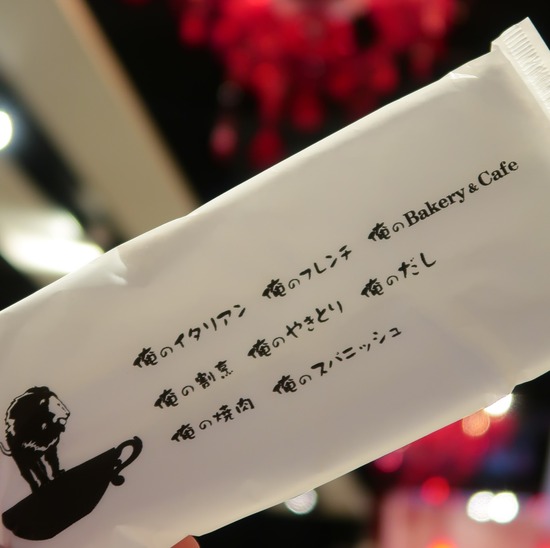 俺のイタリアン 俺のフレンチ 俺のBakery & Cafe
俺の割烹 俺のやきとり 俺のだし
俺の焼肉 俺のスパニッシュ